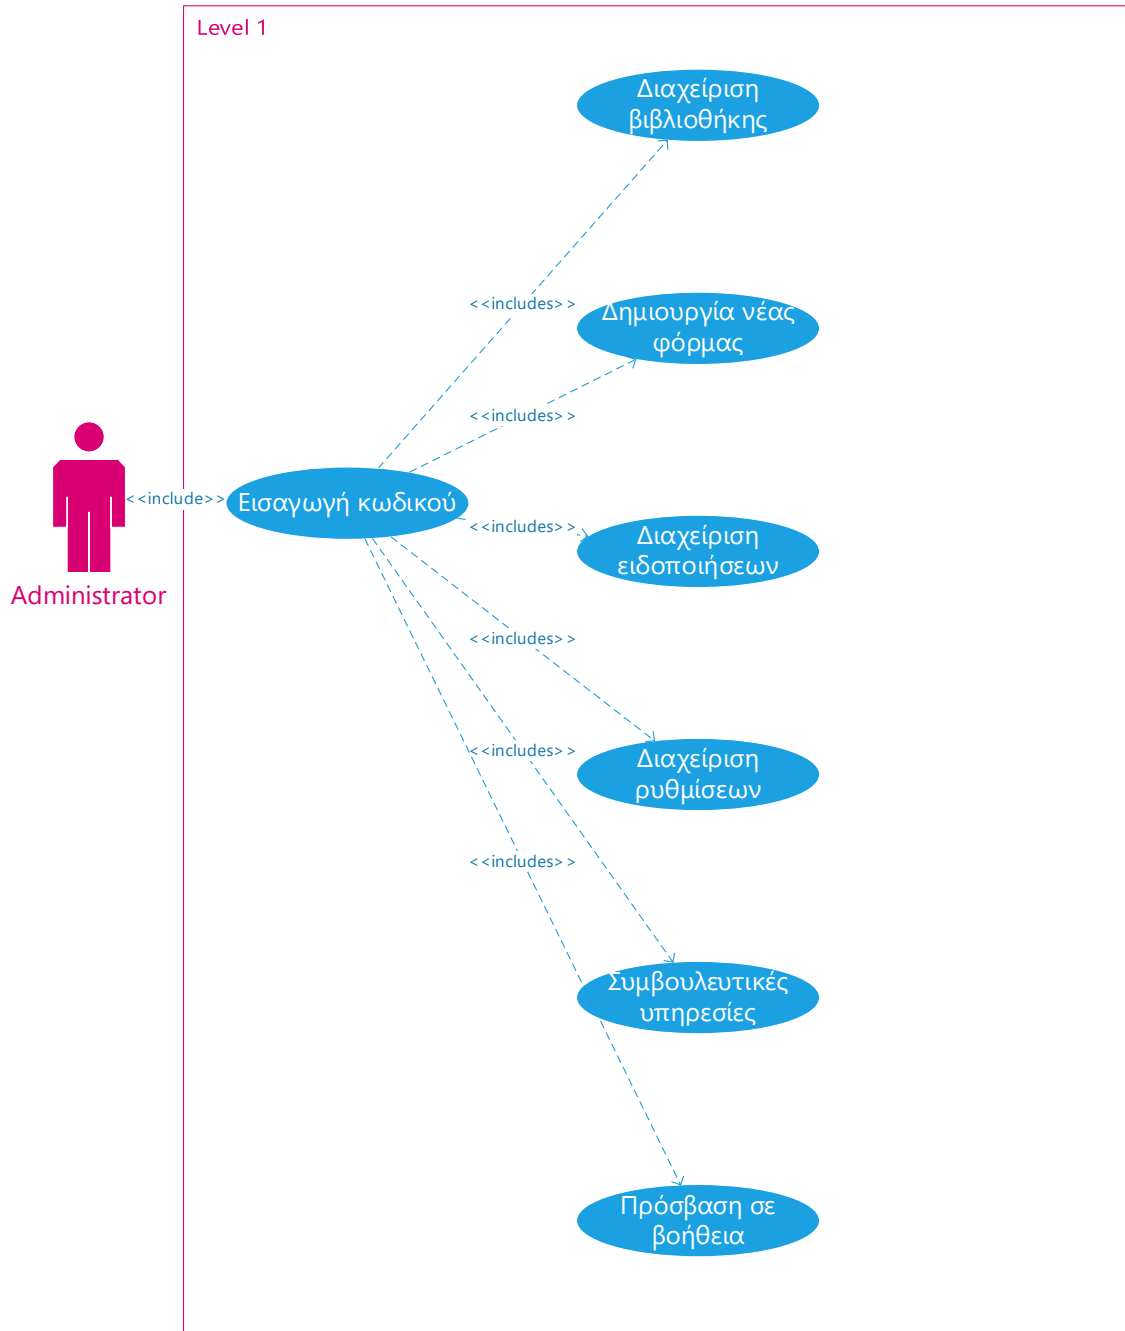 Level 1
Διαχείριση
βιβλιοθήκης
<<includes>>
Δημιουργία νέας
φόρμας
<<includes>>
<<include>>
Εισαγωγή κωδικού
<<includes>>
Διαχείριση
ειδοποιήσεων
Administrator
<<includes>>
<<includes>>
Διαχείριση
ρυθμίσεων
<<includes>>
Συμβουλευτικές
υπηρεσίες
Πρόσβαση σε
βοήθεια